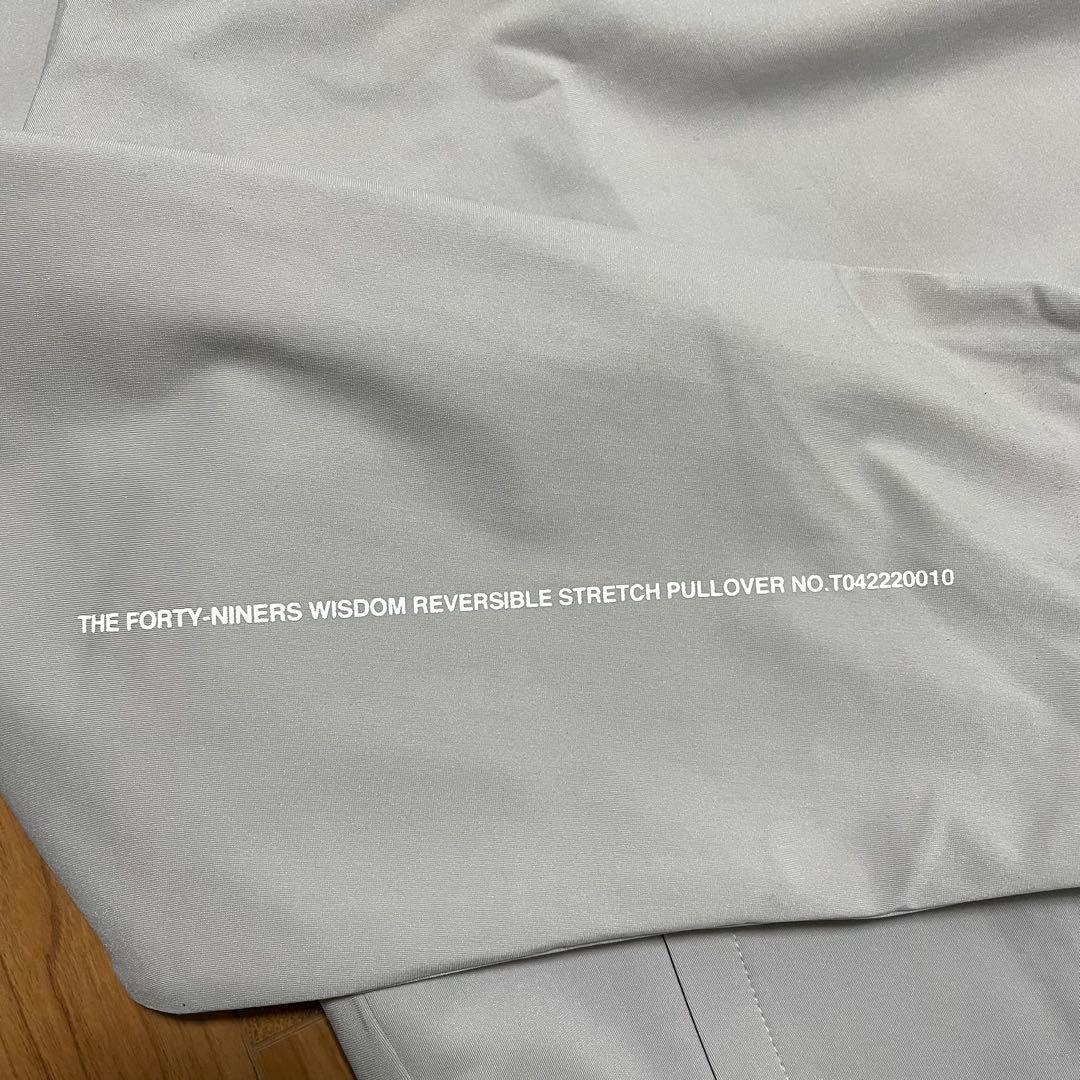 THE FORTY-NINERS WISDOM REVERSIBLE STRETCH PULLOVER NO.T042220010